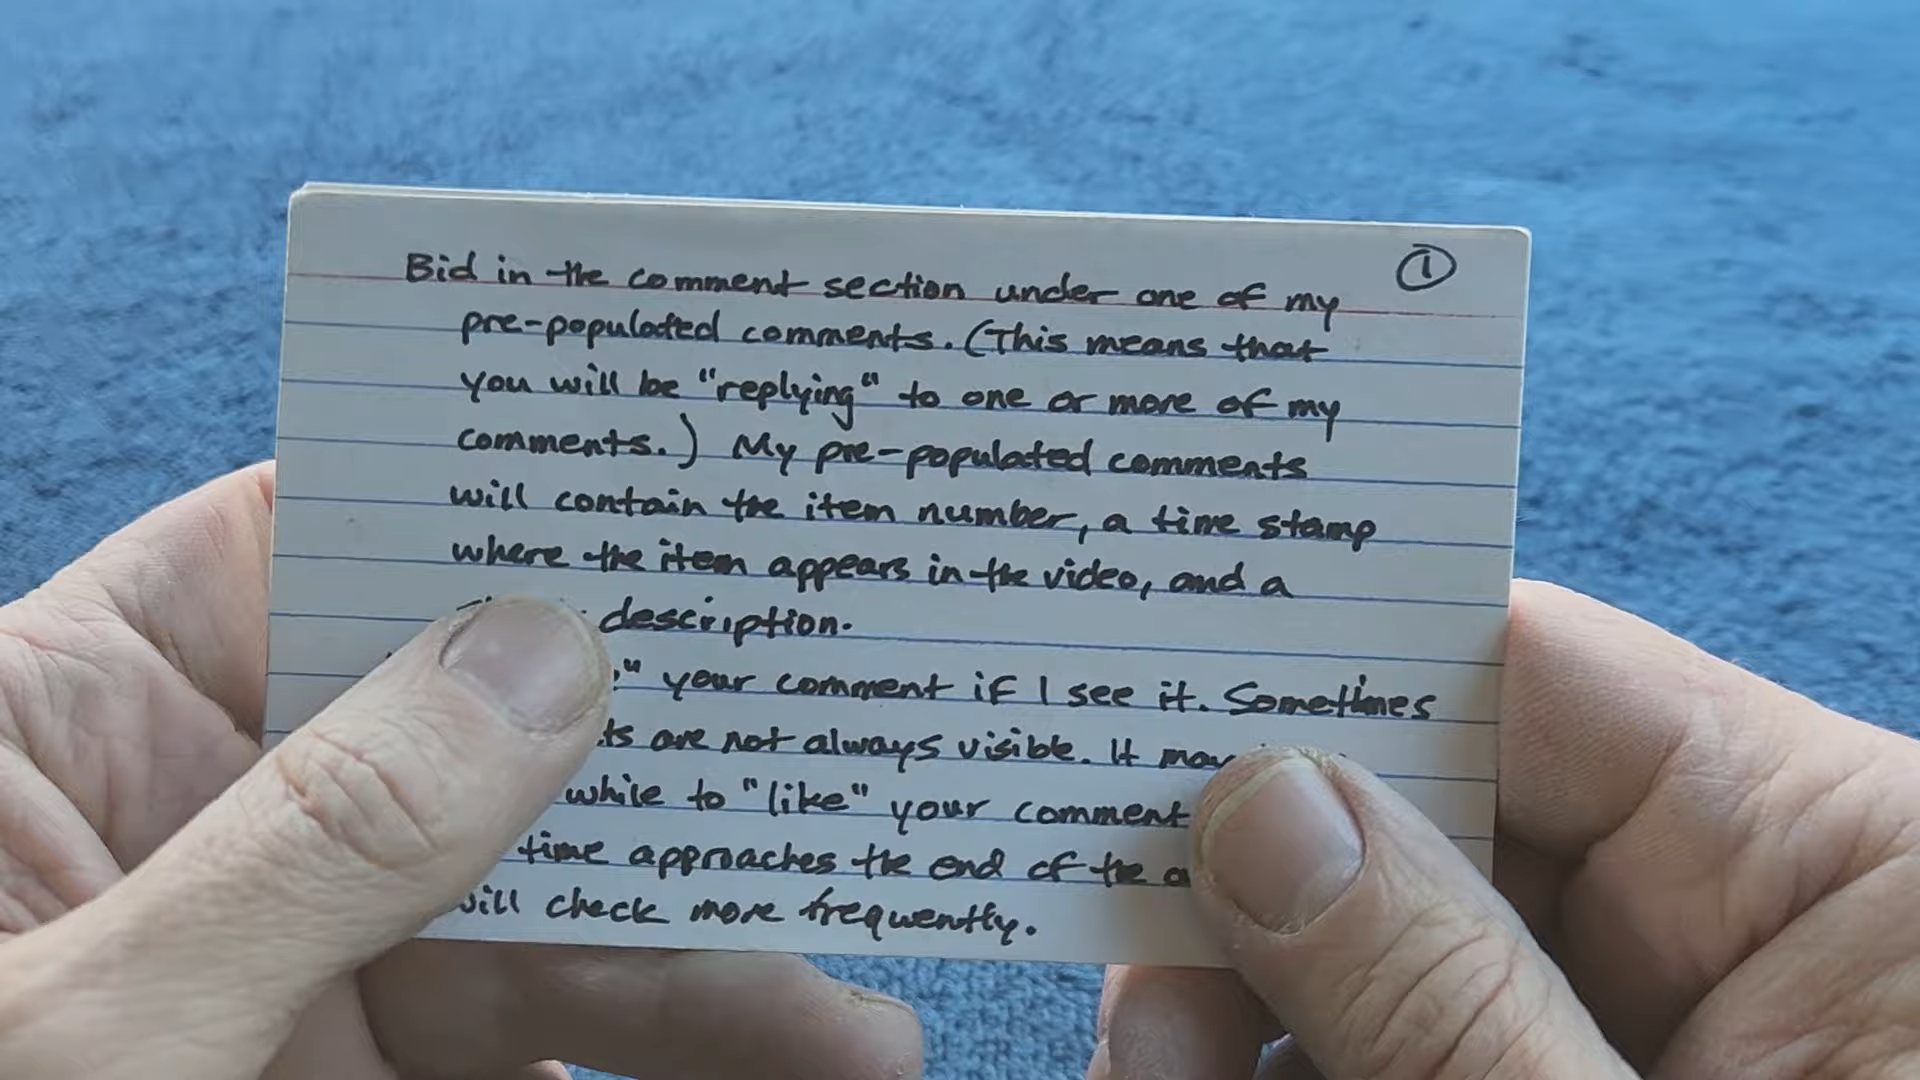 ①
Bid in the comment section under one of my
pre-populated comments. (This means that
you will be "replying" to one or more of my
comments.) My pre-populated comments
will contain the item number, a time stamp
where the item appears in the video, and a
description.
your comment if I see it. Sometimes
are not always visible. It may
while to "like" your comment
time approaches the end of the
will check more frequently.